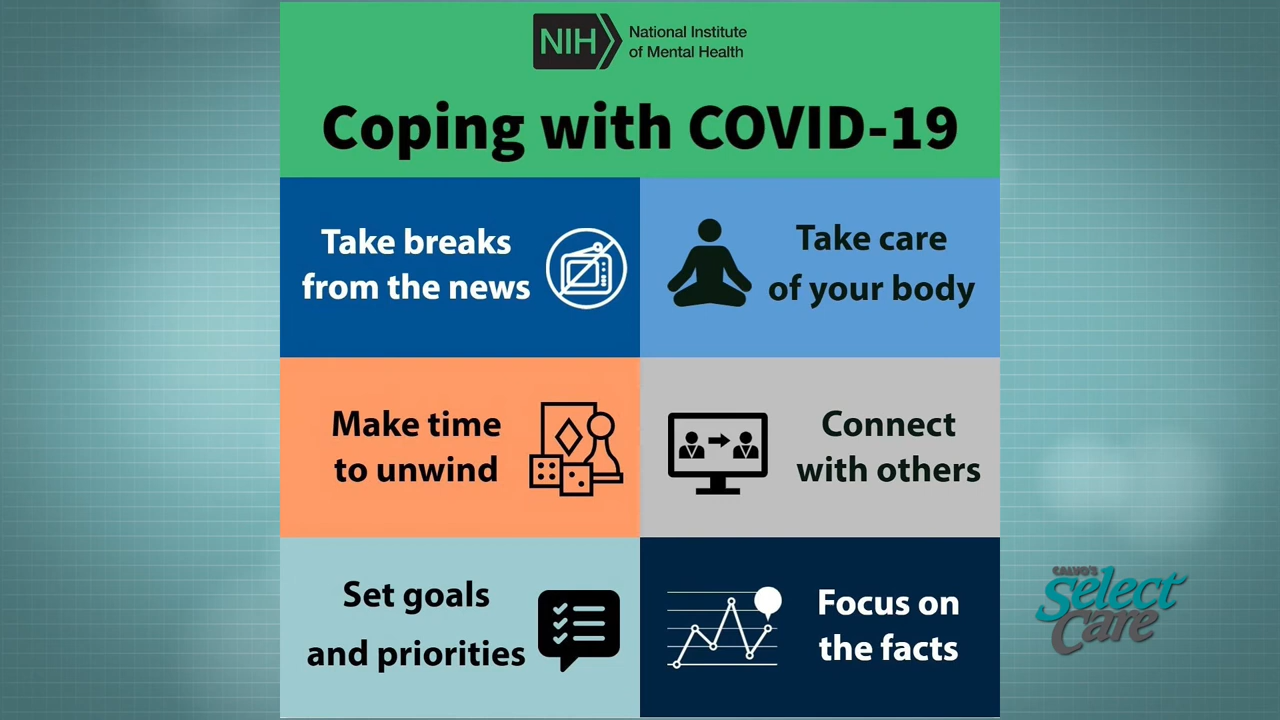 NIH
National Institute
of Mental Health
Coping with COVID-19
Take breaks
from the news
Take care
of your body
Make time
to unwind
Connect
with others
Set goals
and priorities
Focus on
the facts
CALVO'S
Select
Care